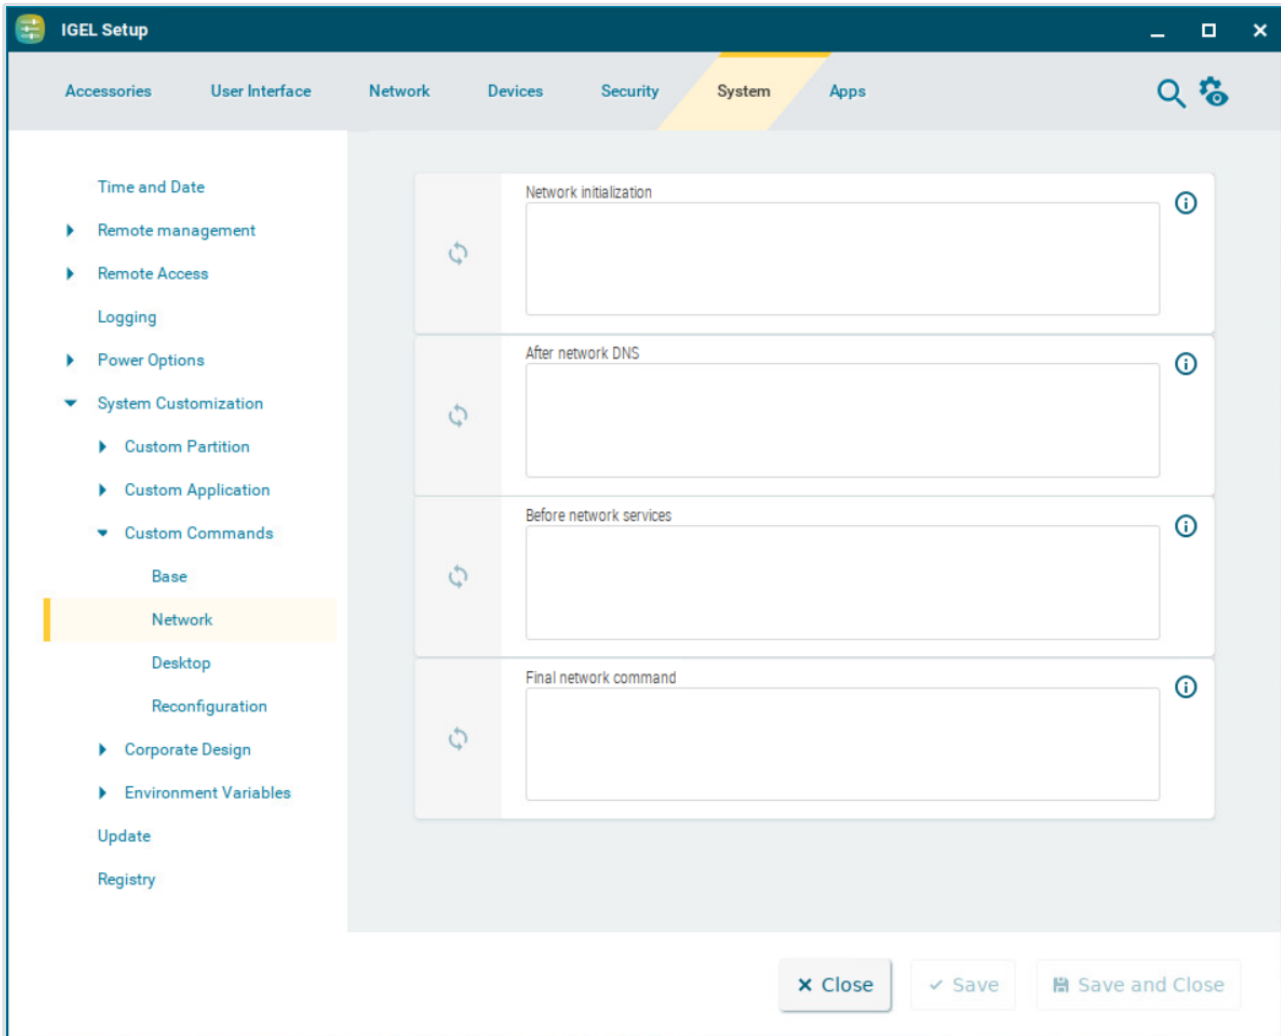 IGEL Setup
Accessories User Interface Network Devices Security System Apps
Time and Date
Remote management
Remote Access
Logging
Power Options
System Customization
Custom Partition
Custom Application
Custom Commands
Base
Network
Desktop
Reconfiguration
Corporate Design
Environment Variables
Update
Registry
Network initialization
After network DNS
Before network services
Final network command
Close Save Save and Close